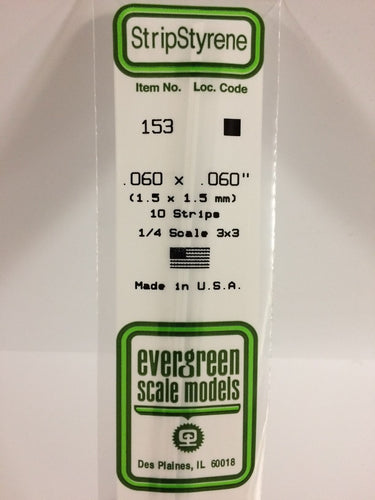 StripStyrene
Item No. Loc. Code
153
.060 x .060"
(1.5 x 1.5 mm)
10 Strips
1/4 Scale 3x3
Made in U.S.A.
evergreen
scale models
Des Plaines, IL 60018